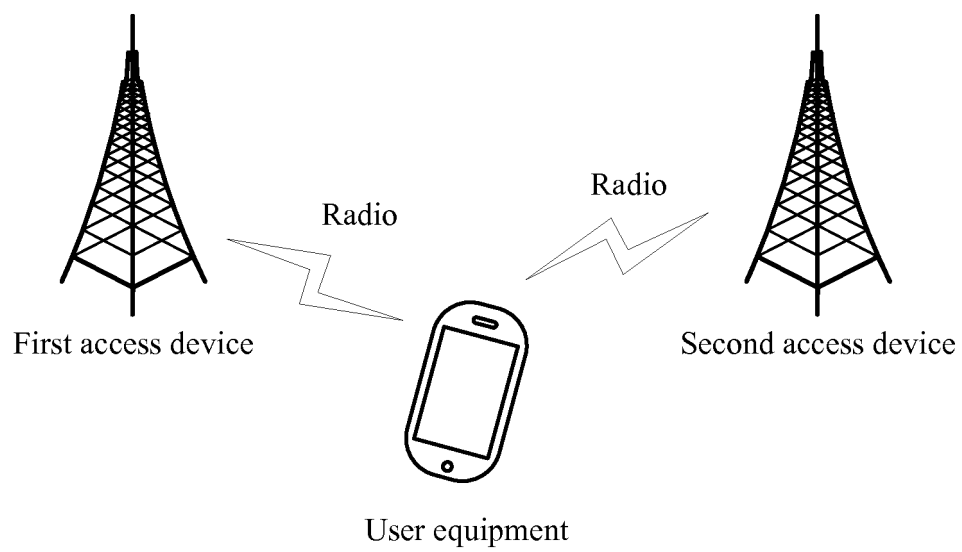 Radio
Radio
First access device
Second access device
User equipment